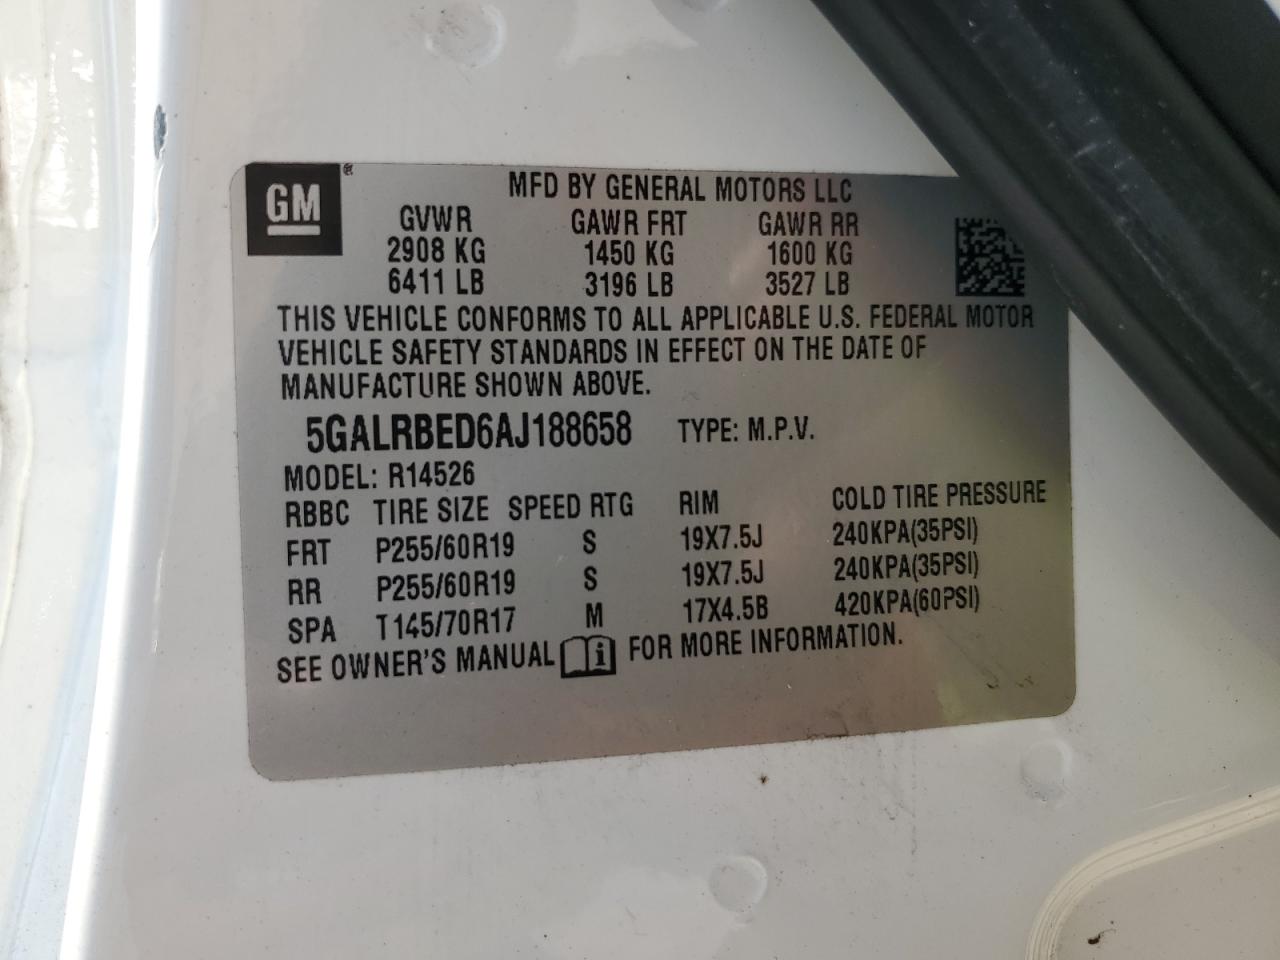 GM ®
MFD BY GENERAL MOTORS LLC
GVWR GAWR FRT GAWR RR
2908 KG 1450 KG 1600 KG
6411 LB 3196 LB 3527 LB
THIS VEHICLE CONFORMS TO ALL APPLICABLE U.S. FEDERAL MOTOR
VEHICLE SAFETY STANDARDS IN EFFECT ON THE DATE OF
MANUFACTURE SHOWN ABOVE.
5GALRBED6AJ188658 TYPE: M.P.V.
MODEL: R14526
RBBC TIRE SIZE SPEED RTG RIM COLD TIRE PRESSURE
FRT P255/60R19 S 19X7.5J 240KPA(35PSI)
RR P255/60R19 S 19X7.5J 240KPA(35PSI)
SPA T145/70R17 M 17X4.5B 420KPA(60PSI)
SEE OWNER'S MANUAL i FOR MORE INFORMATION.